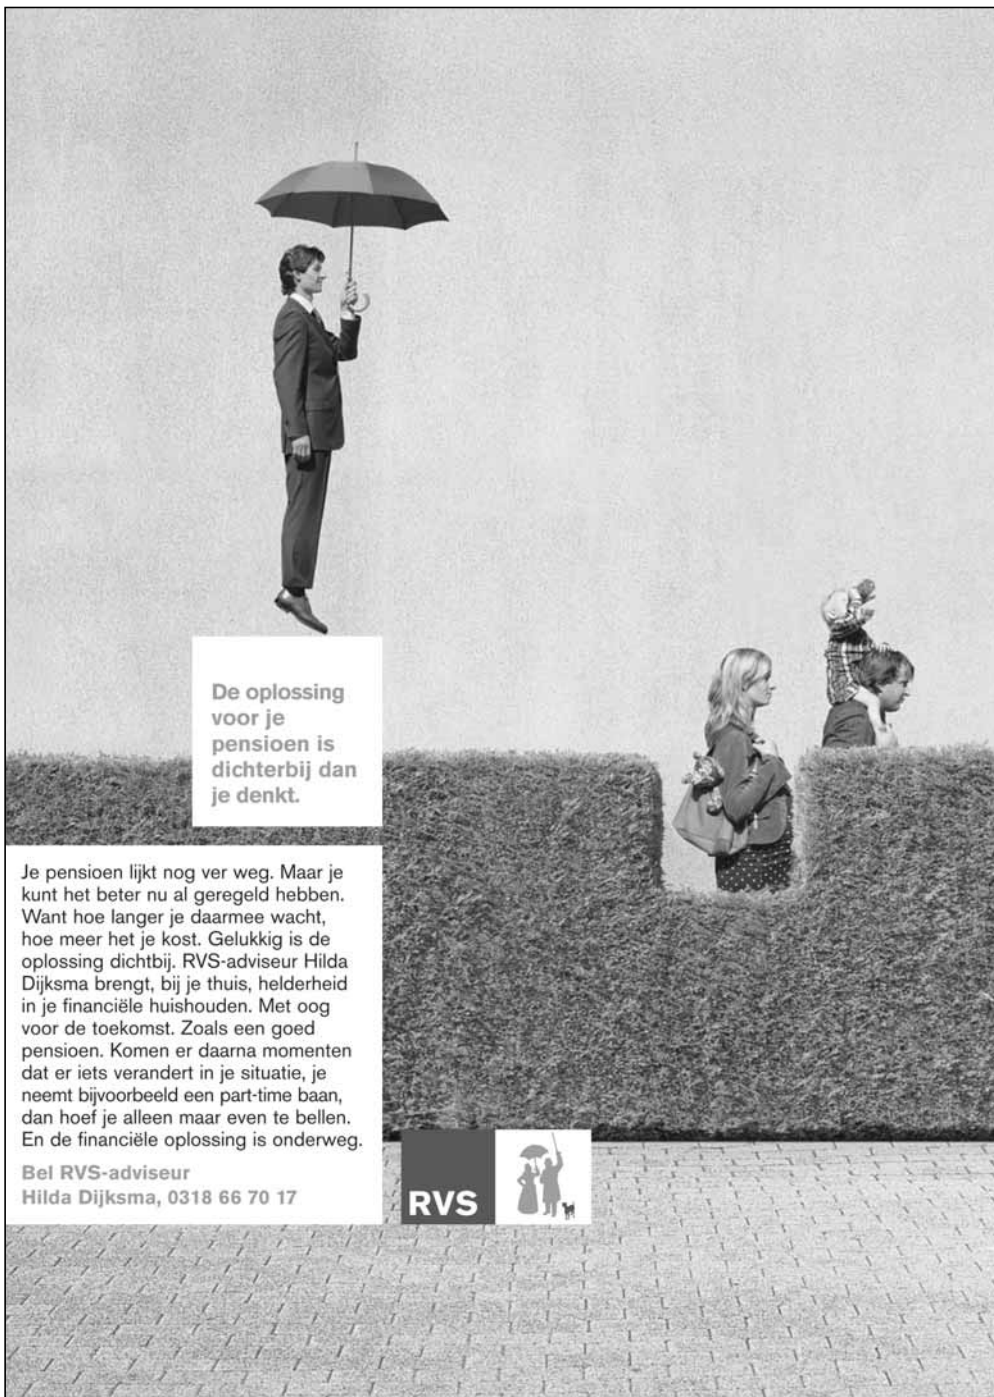 De oplossing
voor je
pensioen is
dichterbij dan
je denkt.
Je pensioen lijkt nog ver weg. Maar je
kunt het beter nu al geregeld hebben.
Want hoe langer je daarmee wacht,
hoe meer het je kost. Gelukkig is de
oplossing dichtbij. RVS-adviseur Hilda
Dijksma brengt, bij je thuis, helderheid
in je financiële huishouden. Met oog
voor de toekomst. Zoals een goed
pensioen. Komen er daarna momenten
dat er iets verandert in je situatie, je
neemt bijvoorbeeld een part-time baan,
dan hoef je alleen maar even te bellen.
En de financiële oplossing is onderweg.
Bel RVS-adviseur
Hilda Dijksma, 0318 66 70 17
RVS